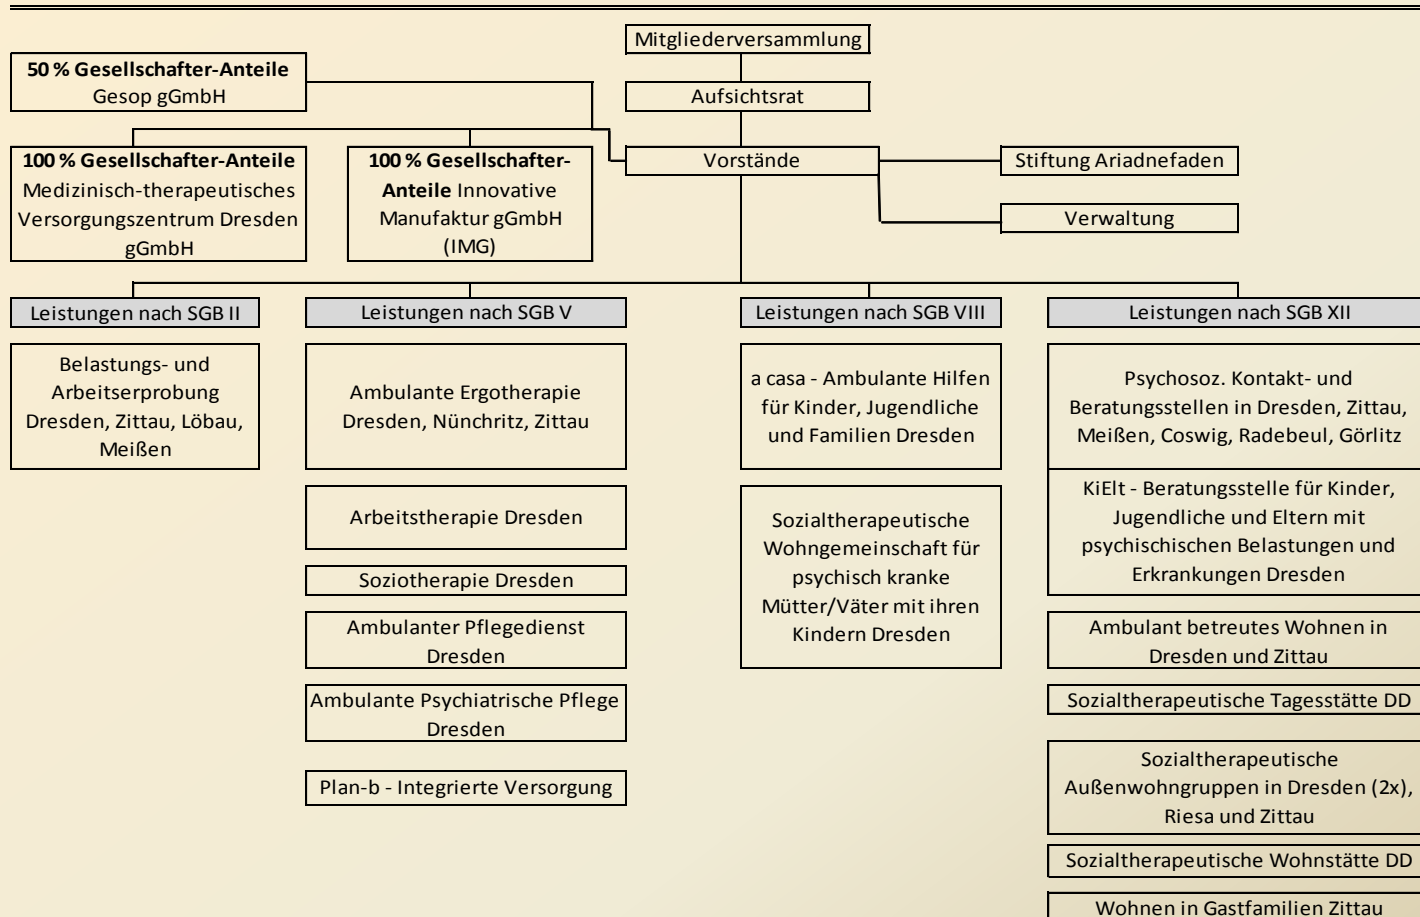 Mitgliederversammlung
50 % Gesellschafter-Anteile
Gesop gGmbH
Aufsichtsrat
100 % Gesellschafter-Anteile
Medizinisch-therapeutisches
Versorgungszentrum Dresden
gGmbH
100 % Gesellschafter-
Anteile Innovative
Manufaktur gGmbH
(IMG)
Vorstände
Stiftung Ariadnefaden
Verwaltung
Leistungen nach SGB II
Belastungs- und
Arbeitserprobung
Dresden, Zittau, Löbau,
Meißen
Leistungen nach SGB V
Ambulante Ergotherapie
Dresden, Nünchritz, Zittau
Arbeitstherapie Dresden
Soziotherapie Dresden
Ambulanter Pflegedienst
Dresden
Ambulante Psychiatrische Pflege
Dresden
Plan-b - Integrierte Versorgung
Leistungen nach SGB VIII
a casa - Ambulante Hilfen
für Kinder, Jugendliche
und Familien Dresden
Sozialtherapeutische
Wohngemeinschaft für
psychisch kranke
Mütter/Väter mit ihren
Kindern Dresden
Leistungen nach SGB XII
Psychosoz. Kontakt- und
Beratungsstellen in Dresden, Zittau,
Meißen, Coswig, Radebeul, Görlitz
KiElt - Beratungsstelle für Kinder,
Jugendliche und Eltern mit
psychischischen Belastungen und
Erkrankungen Dresden
Ambulant betreutes Wohnen in
Dresden und Zittau
Sozialtherapeutische Tagesstätte DD
Sozialtherapeutische
Außenwohngruppen in Dresden (2x),
Riesa und Zittau
Sozialtherapeutische Wohnstätte DD
Wohnen in Gastfamilien Zittau